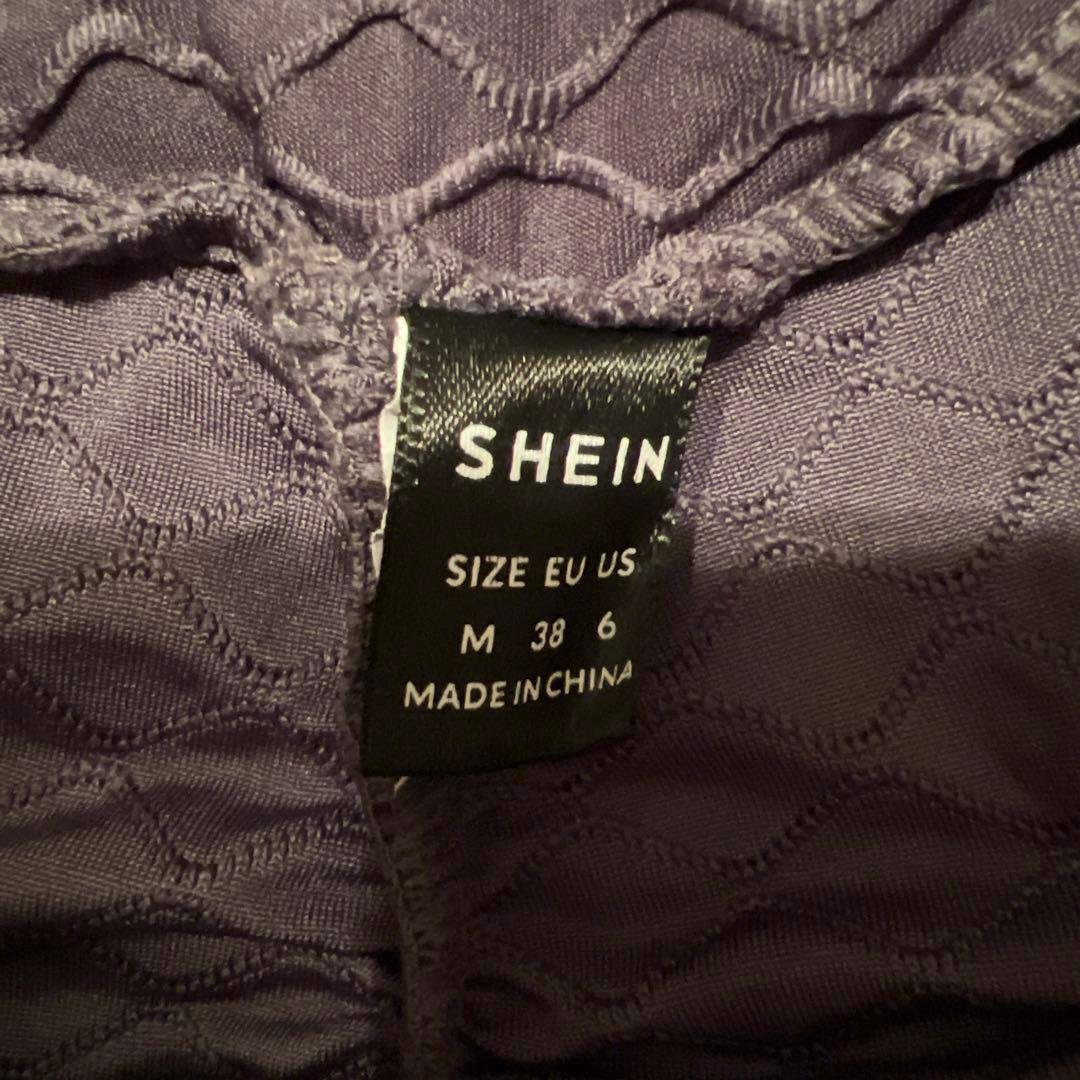 SHEIN
SIZE EU US
M 38 6
MADE IN CHINA